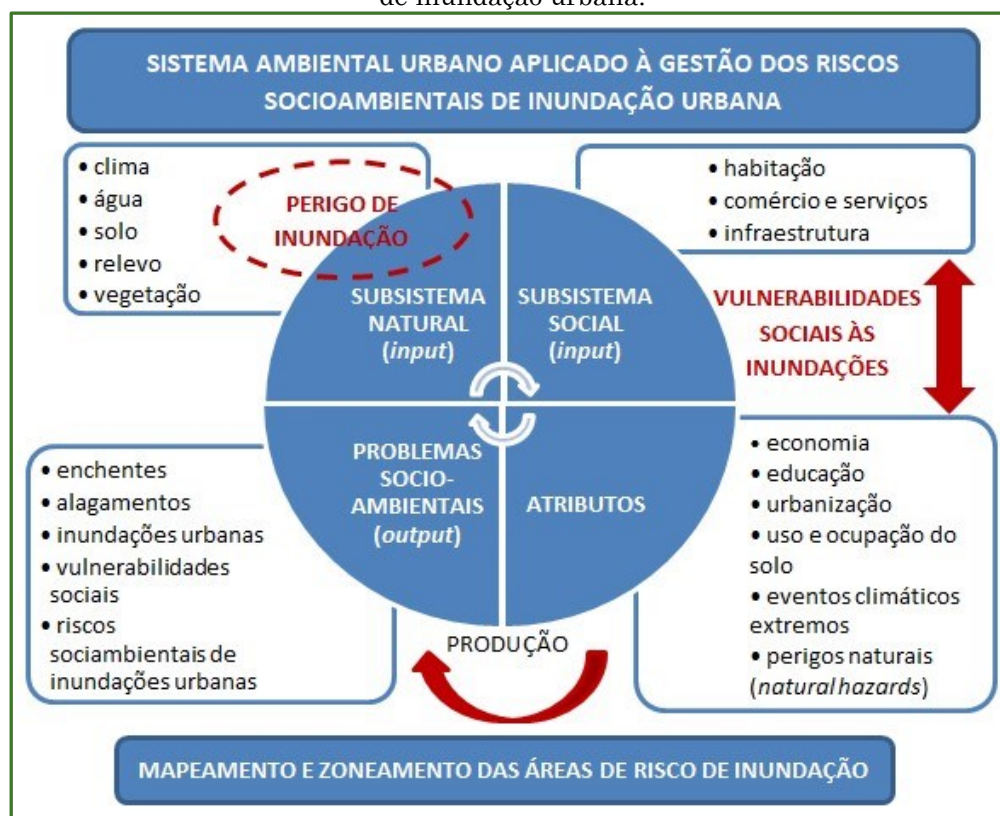 de inundação urbana.
SISTEMA AMBIENTAL URBANO APLICADO À GESTÃO DOS RISCOS
SOCIOAMBIENTAIS DE INUNDAÇÃO URBANA
• clima
• água
• solo
• relevo
• vegetação
PERIGO DE
INUNDAÇÃO
• habitação
• comércio e serviços
• infraestrutura
SUBSISTEMA
NATURAL
(input)
SUBSISTEMA
SOCIAL
(input)
VULNERABILIDADES
SOCIAIS ÀS
INUNDAÇÕES
• enchentes
• alagamentos
• inundações urbanas
• vulnerabilidades
sociais
• riscos
sociambientais de
inundações urbanas
PROBLEMAS
SOCIO-
AMBIENTAIS
(output)
ATRIBUTOS
• economia
• educação
• urbanização
• uso e ocupação do
solo
• eventos climáticos
extremos
• perigos naturais
(natural hazards)
PRODUÇÃO
MAPEAMENTO E ZONEAMENTO DAS ÁREAS DE RISCO DE INUNDAÇÃO